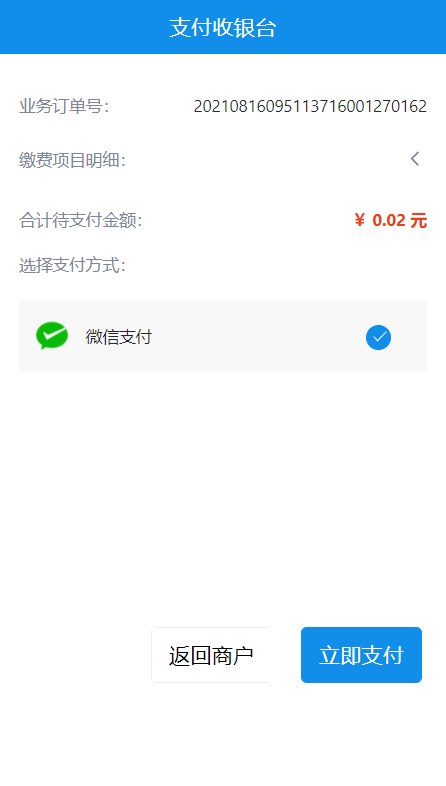 支付收银台
业务订单号： 20210816095113716001270162
缴费项目明细：
合计待支付金额： ￥ 0.02 元
选择支付方式：
微信支付
返回商户 立即支付